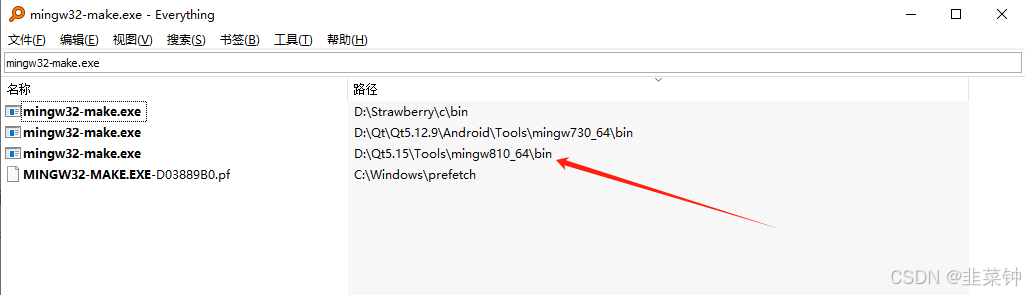 mingw32-make.exe - Everything
文件(F) 编辑(E) 视图(V) 搜索(S) 书签(B) 工具(T) 帮助(H)
mingw32-make.exe
名称 路径
mingw32-make.exe D:\Strawberry\c\bin
mingw32-make.exe D:\Qt\Qt5.12.9\Android\Tools\mingw730_64\bin
mingw32-make.exe D:\Qt5.15\Tools\mingw810_64\bin
MINGW32-MAKE.EXE-D03889B0.pf C:\Windows\prefetch
CSDN @韭菜钟